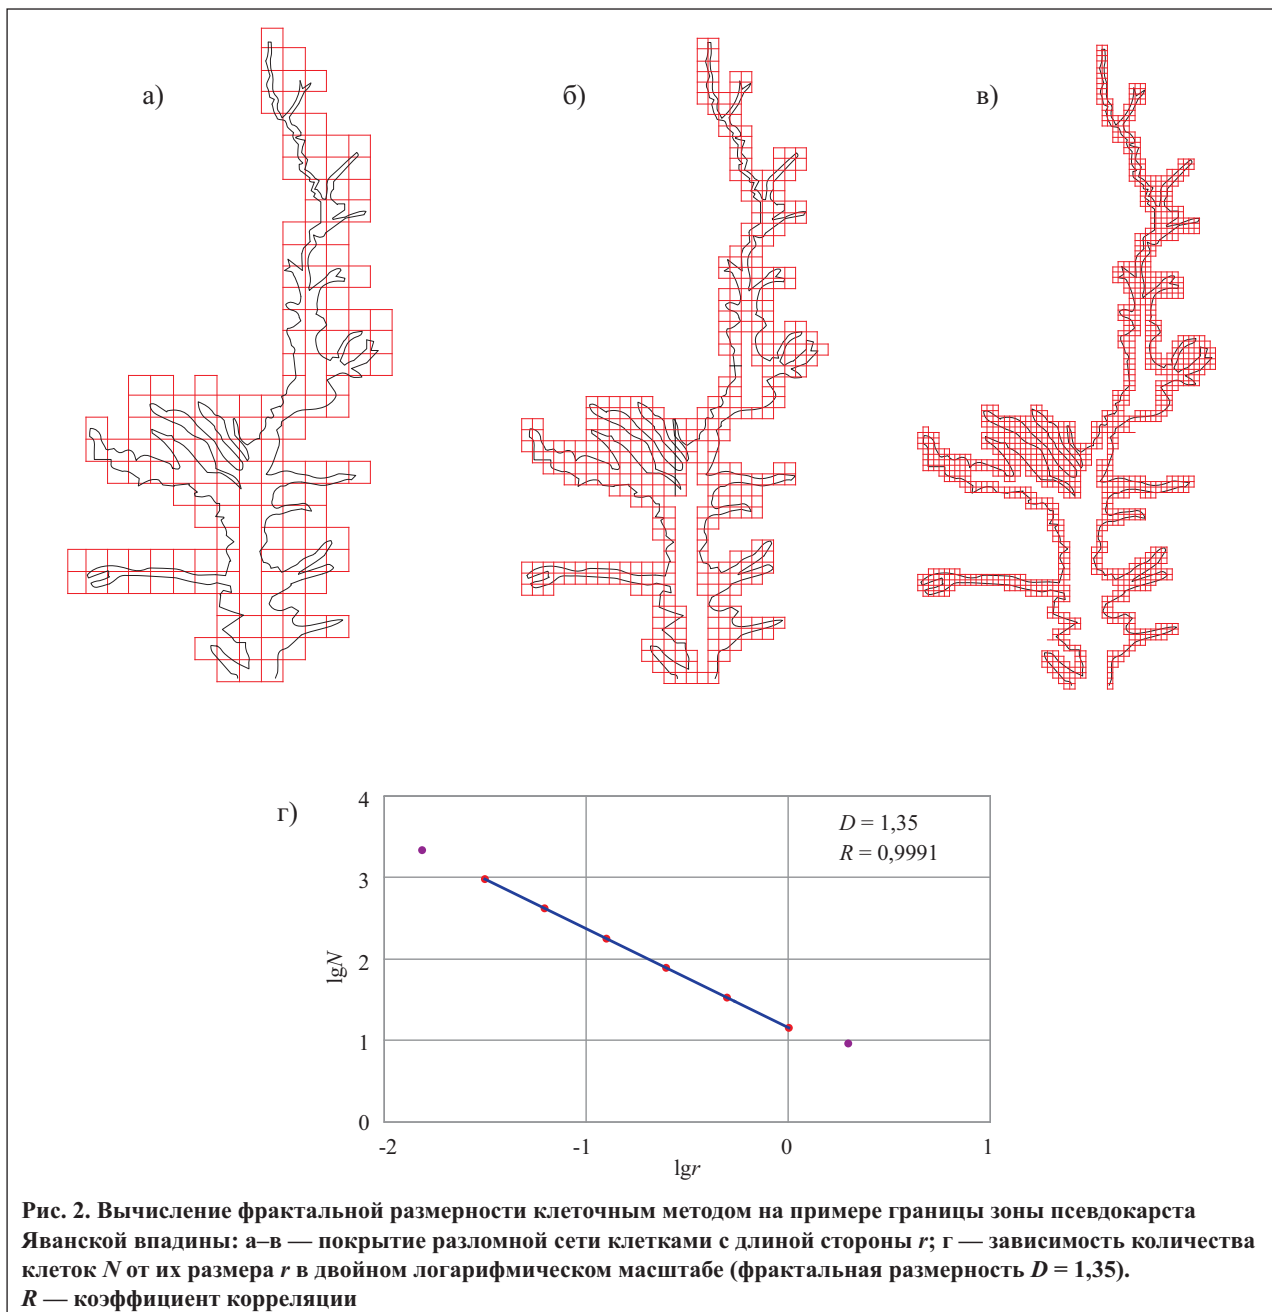 а)
б)
в)
г)
4
3
2
1
0
lgN
D = 1,35
R = 0,9991
-2
-1
0
1
lgr
Рис. 2. Вычисление фрактальной размерности клеточным методом на примере границы зоны псевдокарста
Яванской впадины: а–в — покрытие разломной сети клетками с длиной стороны r; г — зависимость количества
клеток N от их размера r в двойном логарифмическом масштабе (фрактальная размерность D = 1,35).
R — коэффициент корреляции